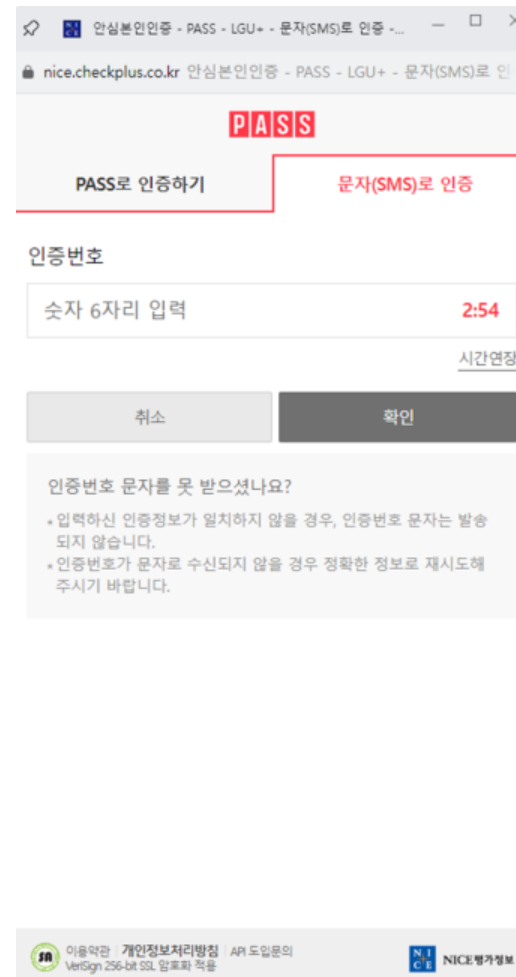 안심본인인증 - PASS - LGU+ - 문자(SMS)로 인증 -...
nice.checkplus.co.kr 안심본인인증 - PASS - LGU+ - 문자(SMS)로 인
PASS
PASS로 인증하기
문자(SMS)로 인증
인증번호
숫자 6자리 입력 2:54
시간연장
취소 확인
인증번호 문자를 못 받으셨나요?
*입력하신 인증정보가 일치하지 않을 경우, 인증번호 문자는 발송
되지 않습니다.
*인증번호가 문자로 수신되지 않을 경우 정확한 정보로 재시도해
주시기 바랍니다.
이용약관 | 개인정보처리방침 | API 도입문의
VeriSign 256-bit SSL 암호화 적용
NICE NICE평가정보